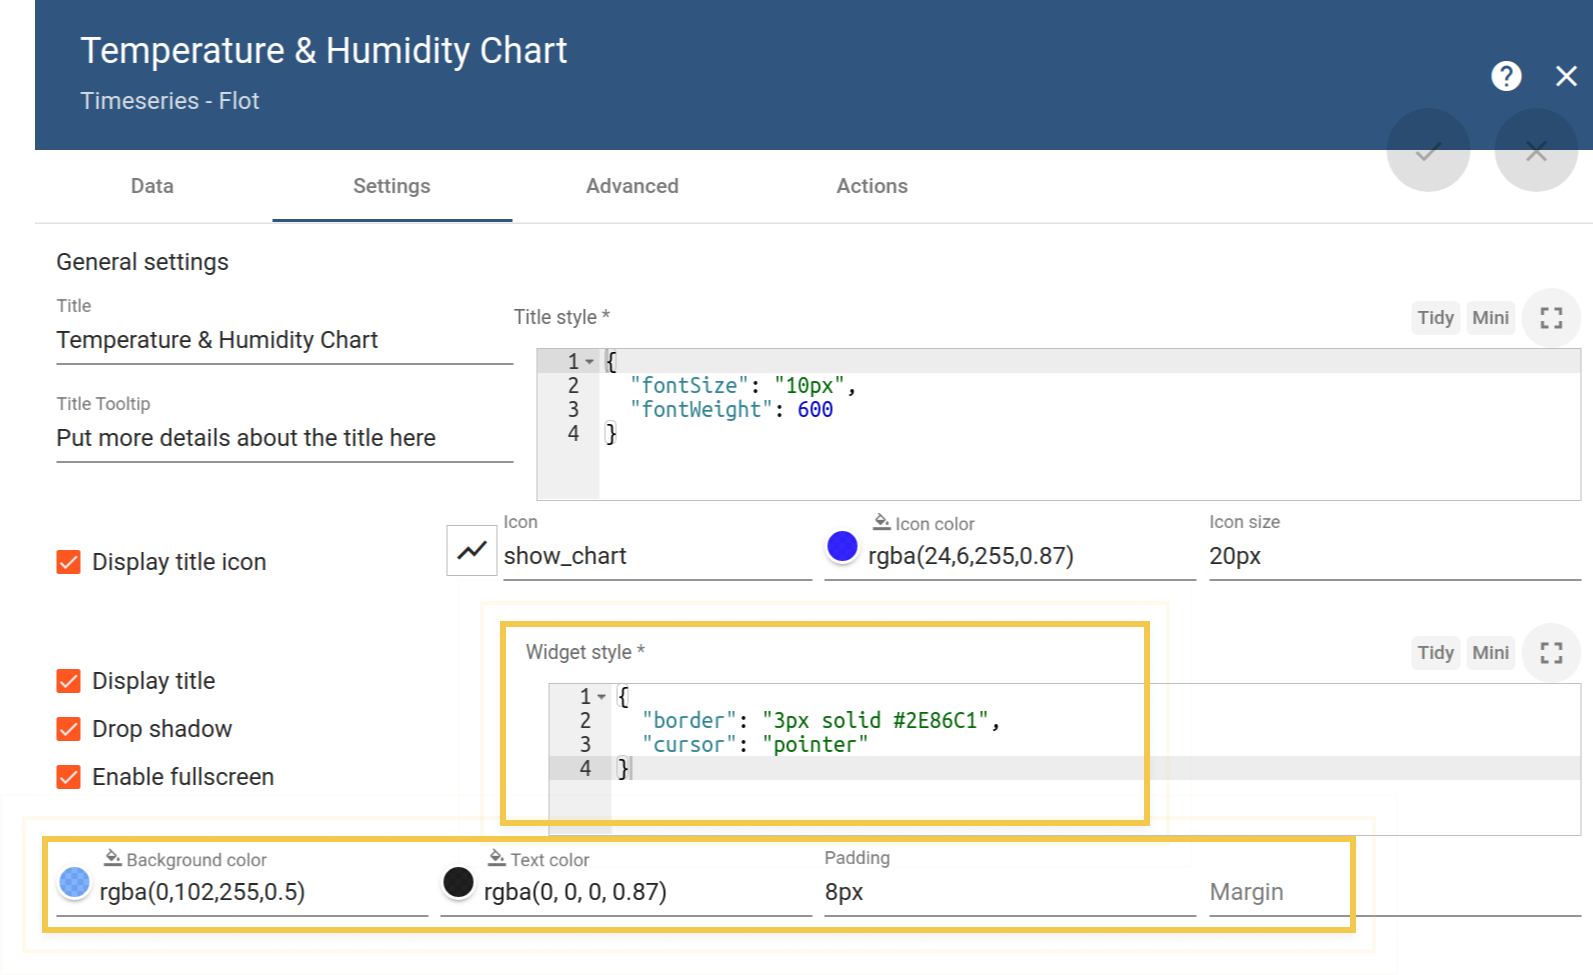 Temperature & Humidity Chart
Timeseries - Flot
Data Settings Advanced Actions
General settings
Title
Temperature & Humidity Chart
Title Tooltip
Put more details about the title here
Title style *
Tidy Mini
1 {
2 "fontSize": "10px",
3 "fontWeight": 600
4 }
Display title icon
Icon
show_chart
Icon color
rgba(24,6,255,0.87)
Icon size
20px
Display title
Drop shadow
Enable fullscreen
Widget style *
Tidy Mini
1 {
2 "border": "3px solid #2E86C1",
3 "cursor": "pointer"
4 }
Background color
rgba(0,102,255,0.5)
Text color
rgba(0, 0, 0, 0.87)
Padding
8px
Margin